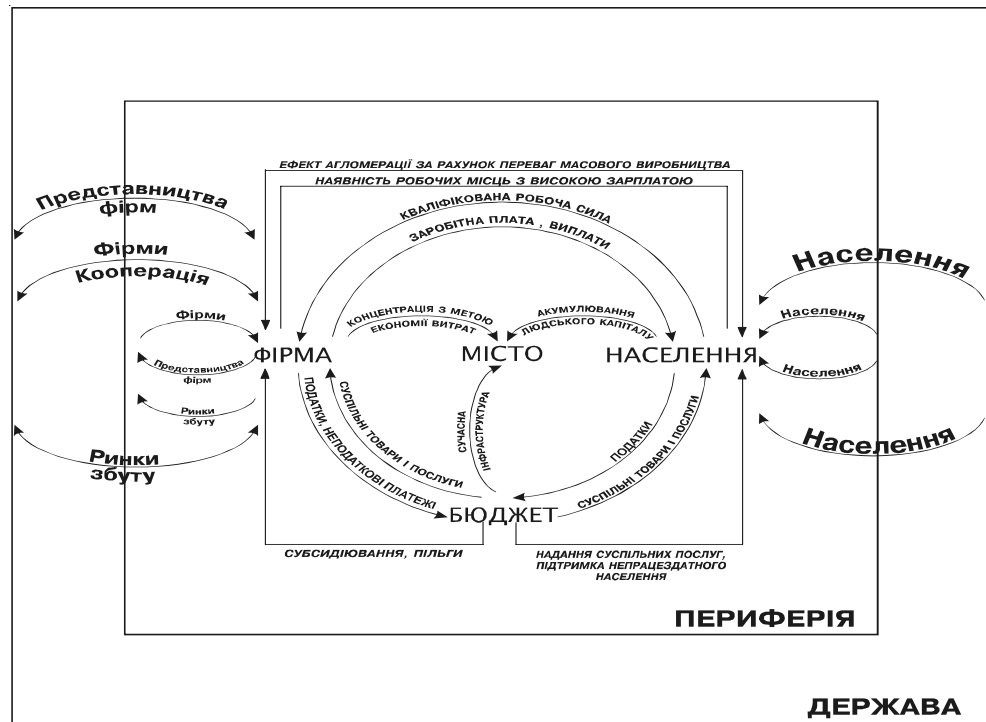 ЕФЕКТ АГЛОМЕРАЦІЇ ЗА РАХУНОК ПЕРЕВАГ МАСОВОГО ВИРОБНИЦТВА
НАЯВНІСТЬ РОБОЧИХ МІСЦЬ З ВИСОКОЮ ЗАРПЛАТОЮ
КВАЛІФІКОВАНА РОБОЧА СИЛА
ЗАРОБІТНА ПЛАТА , ВИПЛАТИ
Представництва
фірм
Фірми
Кооперація
Фірми
Представництва
фірм
Ринки
збуту
Ринки
збуту
КОНЦЕНТРАЦІЯ З МЕТОЮ
ЕКОНОМІЇ ВИТРАТ
АКУМУЛЮВАННЯ
ЛЮДСЬКОГО КАПІТАЛУ
ФІРМА
МІСТО
НАСЕЛЕННЯ
Населення
Населення
Населення
Населення
ПОДАТКИ, НЕПОДАТКОВІ ПЛАТЕЖІ
СУСПІЛЬНІ ТОВАРИ І ПОСЛУГИ
СУЧАСНА
ІНФРАСТРУКТУРА
ПОДАТКИ
СУСПІЛЬНІ ТОВАРИ І ПОСЛУГИ
БЮДЖЕТ
СУБСИДІЮВАННЯ, ПІЛЬГИ
НАДАННЯ СУСПІЛЬНИХ ПОСЛУГ,
ПІДТРИМКА НЕПРАЦЕЗДАТНОГО
НАСЕЛЕННЯ
ПЕРИФЕРІЯ
ДЕРЖАВА